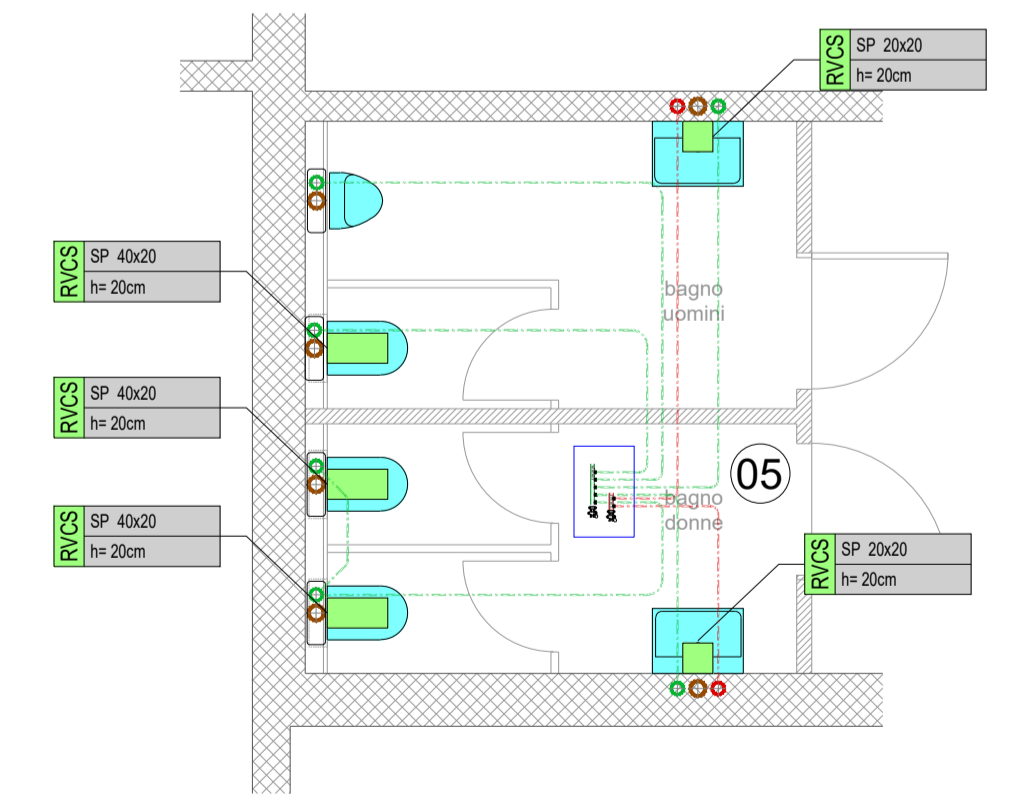 RVCS
SP 20x20
h= 20cm
RVCS
SP 40x20
h= 20cm
bagno
uomini
RVCS
SP 40x20
h= 20cm
05
bagno
donne
RVCS
SP 40x20
h= 20cm
RVCS
SP 20x20
h= 20cm